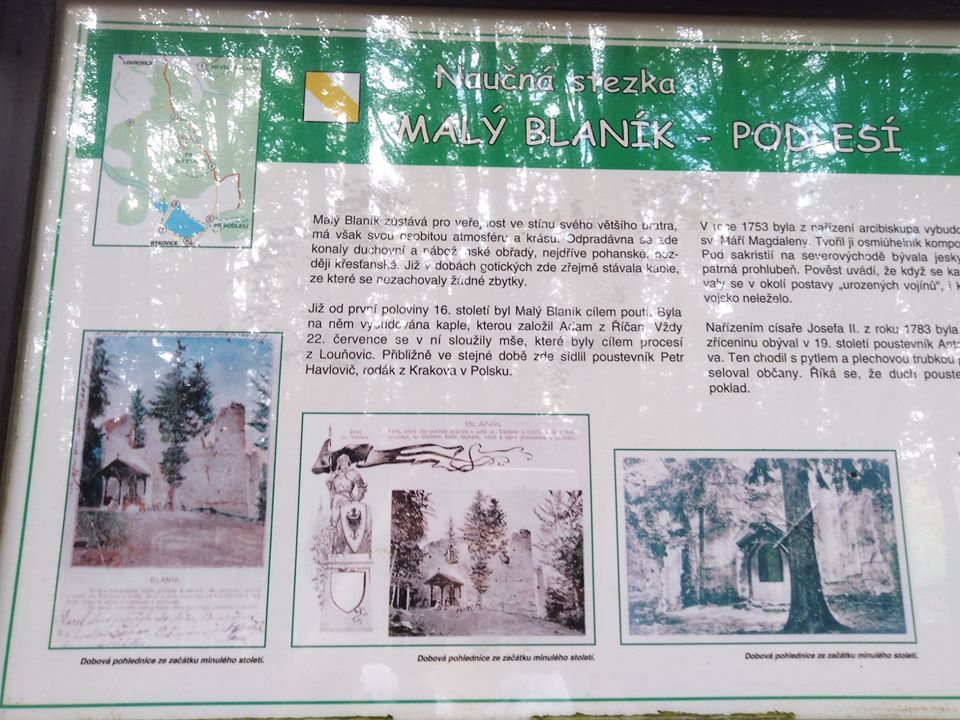 Naučná stezka
MALÝ BLANÍK - PODLESÍ
LOUŇOVICE
PR PODLESÍ
BÝKOVICE
Malý Blaník zůstává pro veřejnost ve stínu svého většího bratra,
má však svou osobitou atmosféru a krásu. Odpradávna se zde
konaly duchovní a náboženské obřady, nejdříve pohanské, poz-
ději křesťanské. Již v dobách gotických zde zřejmě stávala kaple,
ze které se nezachovaly žádné zbytky.
Již od první poloviny 16. století byl Malý Blaník cílem poutí. Byla
na něm vybudována kaple, kterou založil Adam z Říčan. Vždy
22. července se v ní sloužily mše, které byly cílem procesí
z Louňovic. Přibližně ve stejné době zde sídlil poustevník Petr
Havlovič, rodák z Krakova v Polsku.
V roce 1753 byla z nařízení arcibiskupa vybudo
sv. Máří Magdaleny. Tvořil ji osmiúhelník kompo
Pod sakristií na severovýchodě bývala jesky
patrná prohlubeň. Pověst uvádí, že když se ka
valy se v okolí postavy „urozených vojínů“, i k
vojsko neleželo.
Nařízením císaře Josefa II. z roku 1783 byla
zříceninu obýval v 19. století poustevník Anto
va. Ten chodil s pytlem a plechovou trubkou
seloval občany. Říká se, že duch pouste
poklad.
BLANÍK
BLANÍK
Dobová pohlednice ze začátku minulého století.
Dobová pohlednice ze začátku minulého století.
Dobová pohlednice ze začátku minulého století.